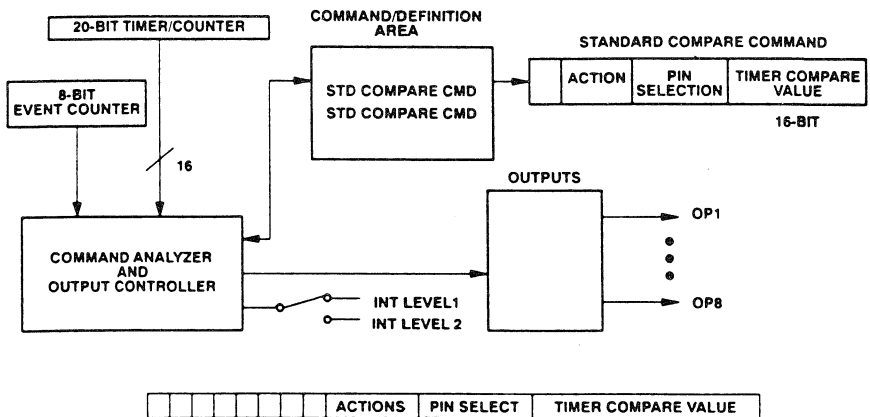 20-BIT TIMER/COUNTER
8-BIT
EVENT COUNTER
16
COMMAND/DEFINITION
AREA
STD COMPARE CMD
STD COMPARE CMD
STANDARD COMPARE COMMAND
ACTION
PIN
SELECTION
TIMER COMPARE
VALUE
16-BIT
COMMAND ANALYZER
AND
OUTPUT CONTROLLER
INT LEVEL1
INT LEVEL 2
OUTPUTS
OP1
OP8
ACTIONS
PIN SELECT
TIMER COMPARE VALUE